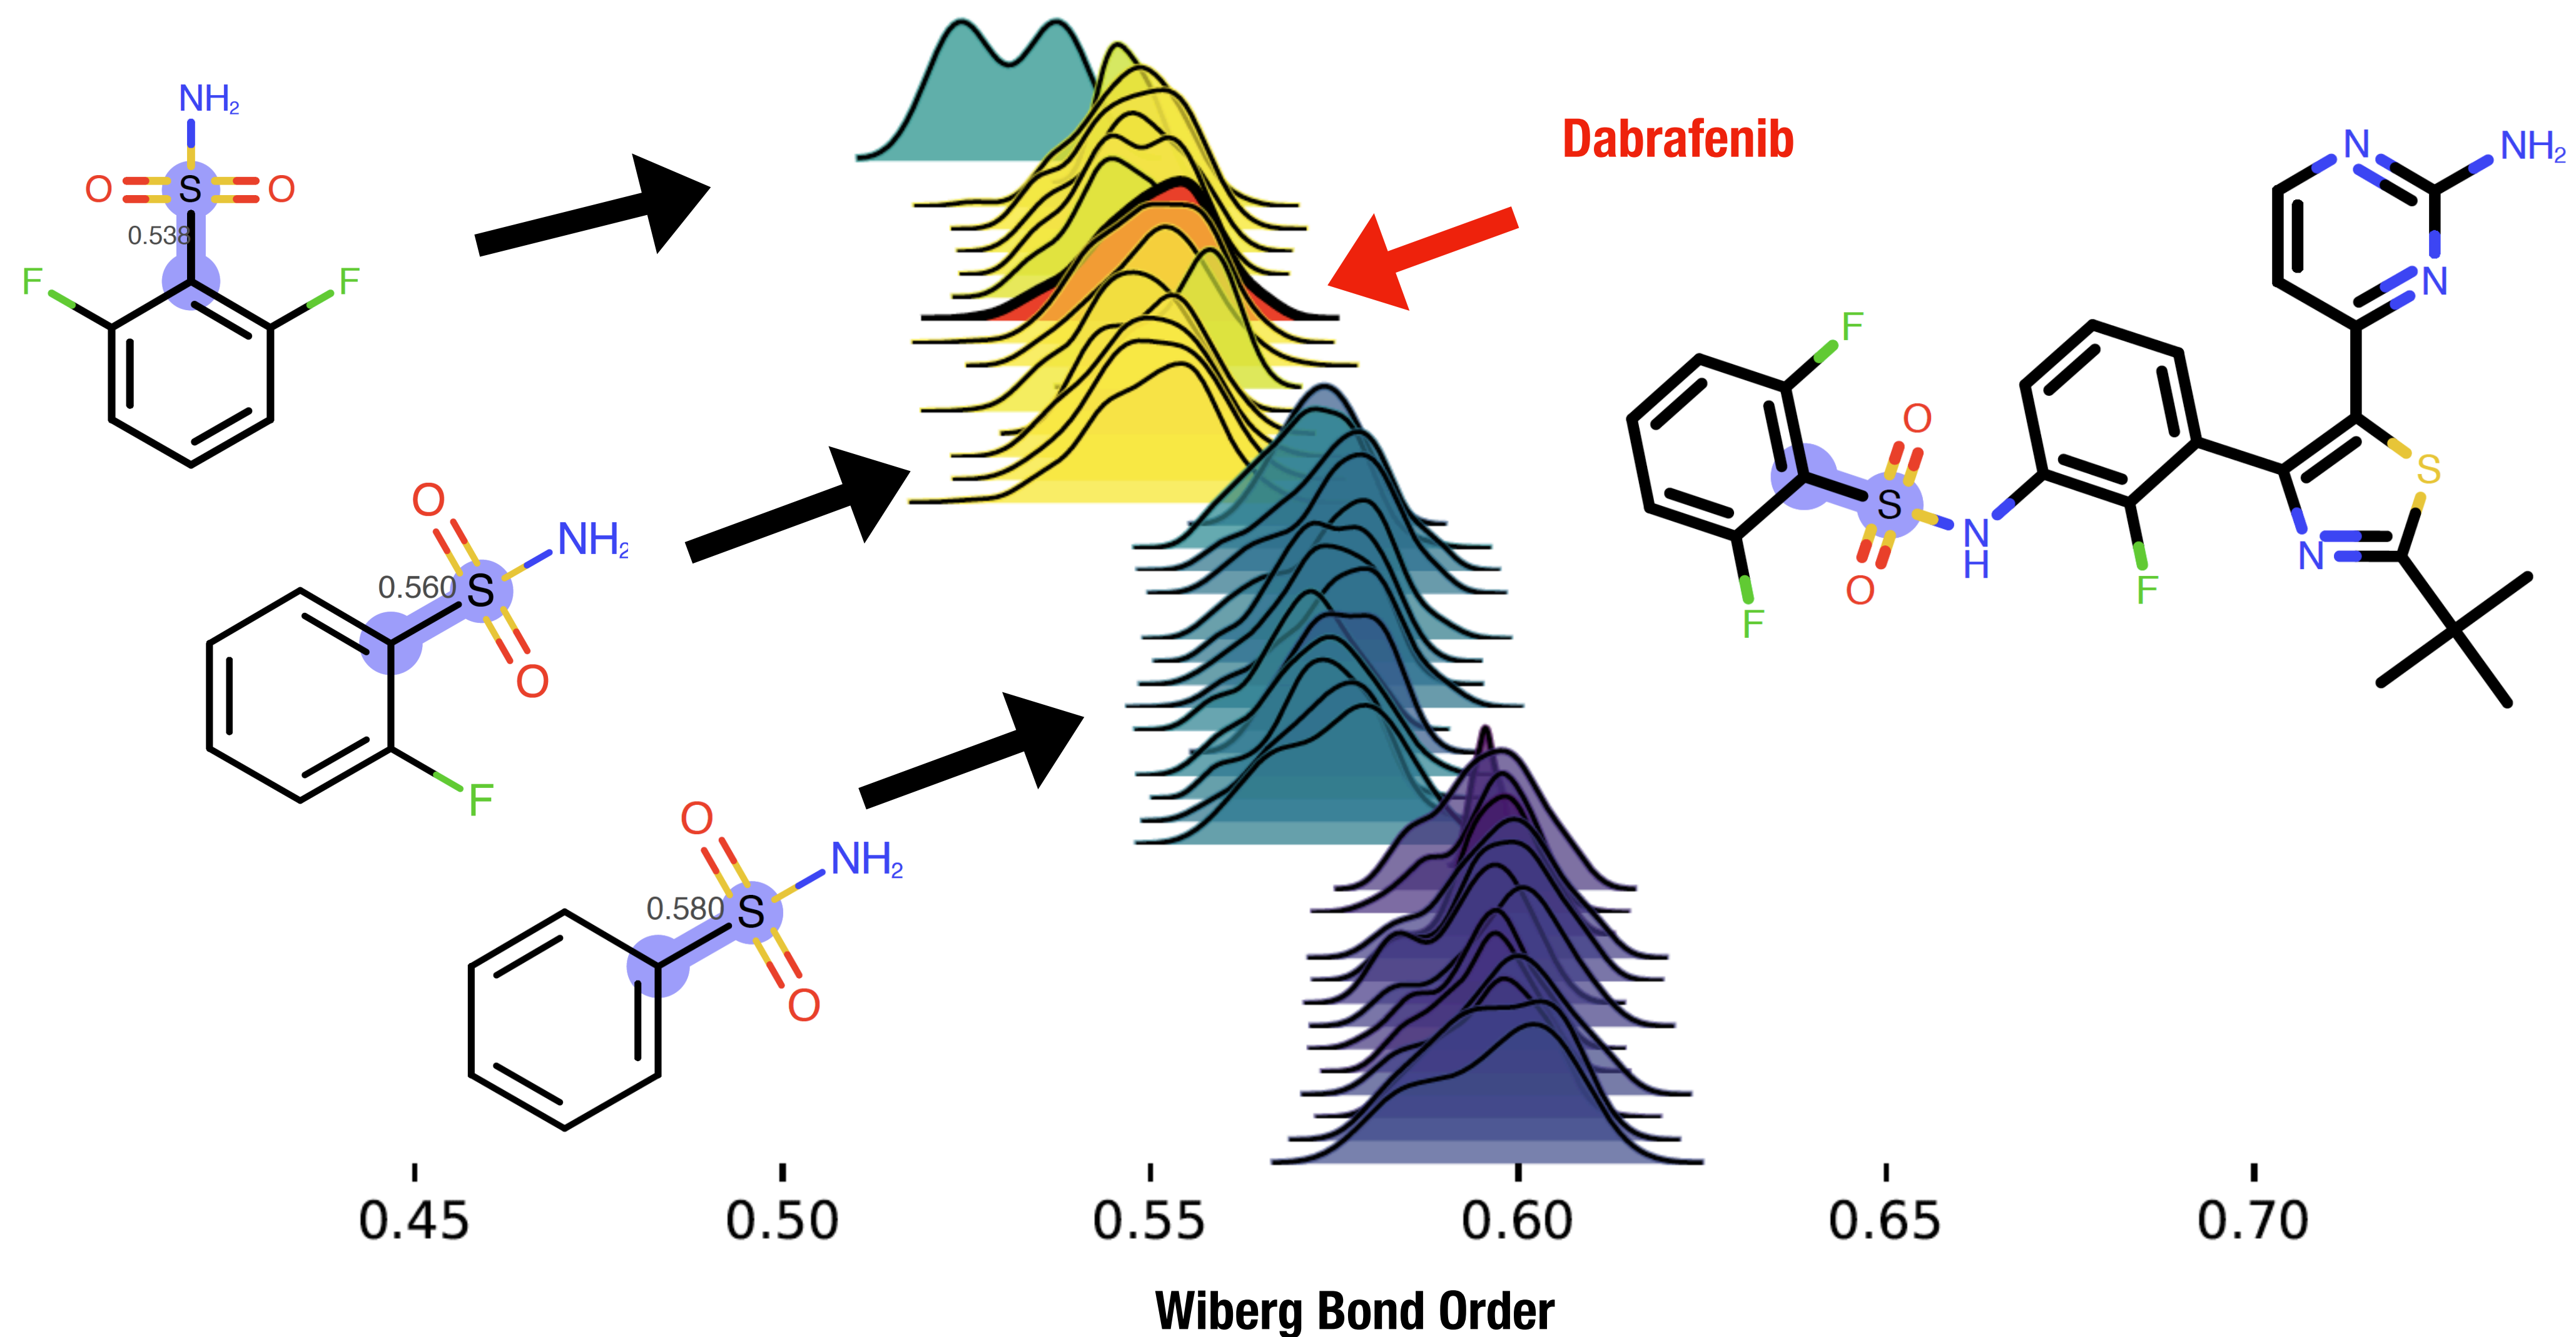 NH₂
O S O
0.538
F F
Dabrafenib
N NH₂
N
F
O
S
S
N
H
O
N
F
F
O
NH₂
0.560 S
O
F
O
NH₂
0.580 S
O
0.45 0.50 0.55 0.60 0.65 0.70
Wiberg Bond Order